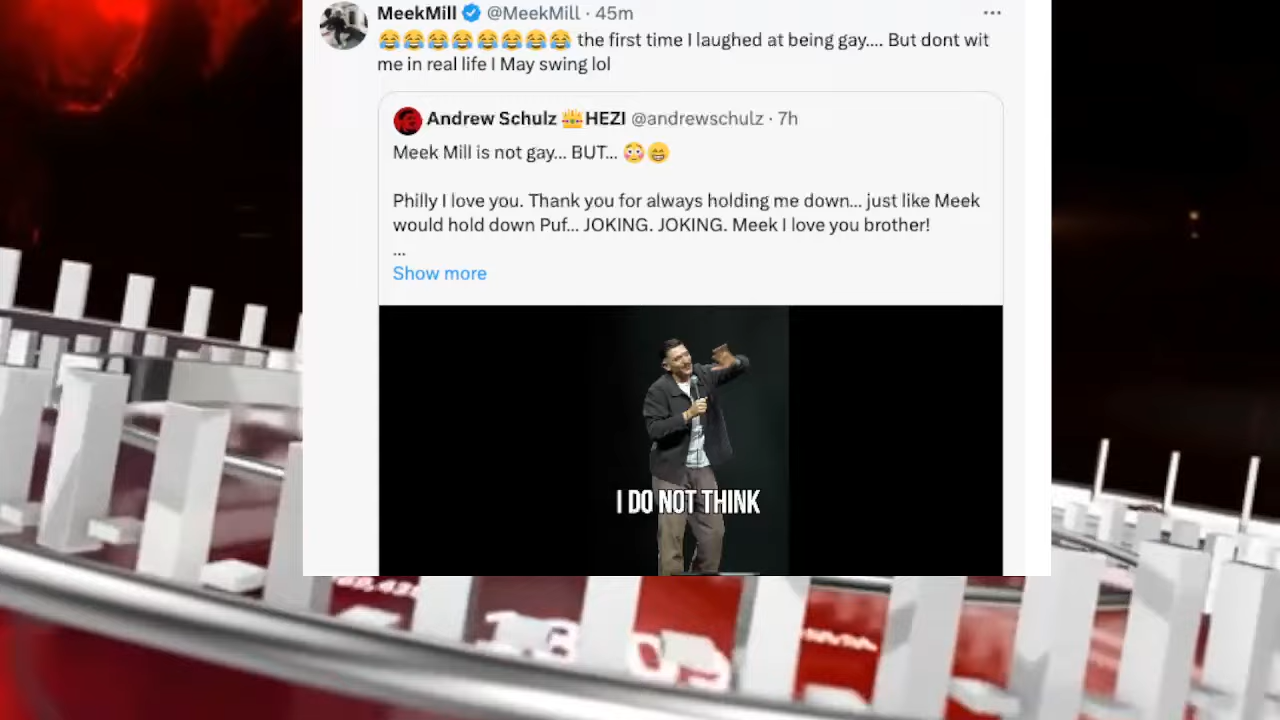 MeekMill @MeekMill · 45m
😂😂😂😂😂😂😂😂 the first time I laughed at being gay.... But dont wit
me in real life I May swing lol
Andrew Schulz 👑HEZI @andrewschulz · 7h
Meek Mill is not gay... BUT... 😳😁
Philly I love you. Thank you for always holding me down... just like Meek
would hold down Puf... JOKING. JOKING. Meek I love you brother!
...
Show more
I DO NOT THINK